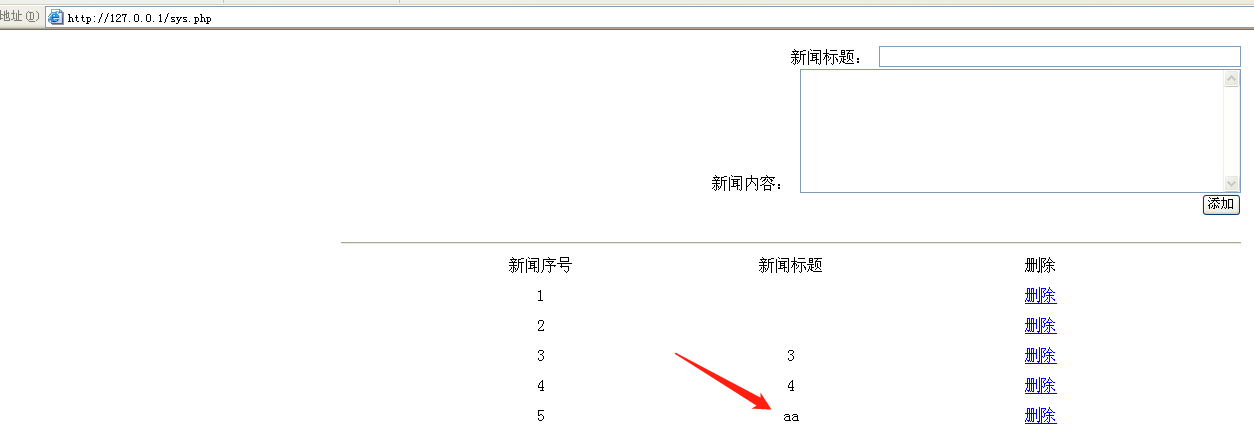 地址(D) http://127.0.0.1/sys.php
新闻标题：
新闻内容：
添加
新闻序号 新闻标题 删除
1 删除
2 删除
3 3 删除
4 4 删除
5 aa 删除